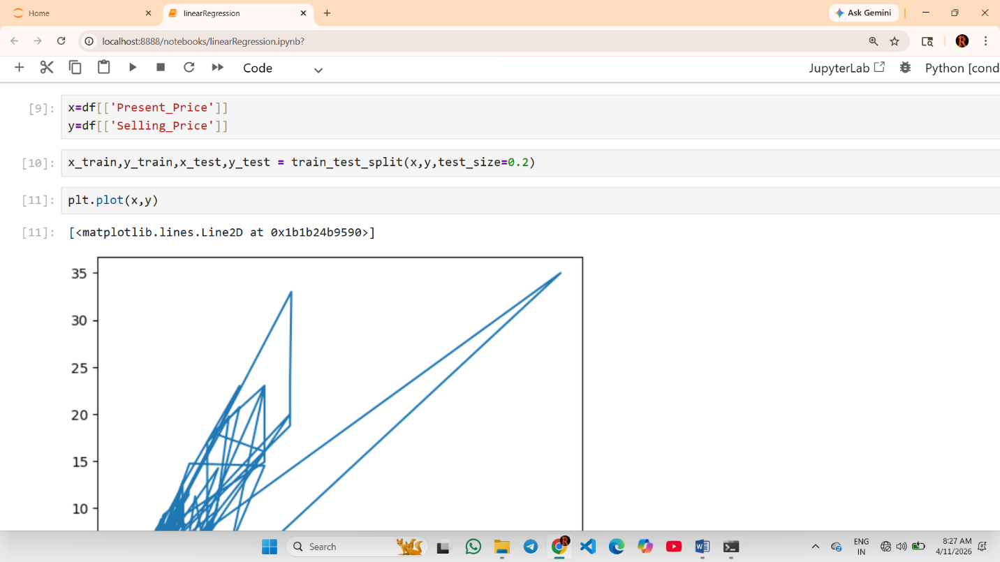 Home
linearRegression
Ask Gemini
localhost:8888/notebooks/linearRegression.ipynb?
Code
JupyterLab
Python [cond
[9]:
x=df[['Present_Price']]
y=df[['Selling_Price']]
[10]:
x_train,y_train,x_test,y_test = train_test_split(x,y,test_size=0.2)
[11]:
plt.plot(x,y)
[11]:
[<matplotlib.lines.Line2D at 0x1b1b24b9590>]
35
30
25
20
15
10
Search
ENG
IN
8:27 AM
4/11/2026